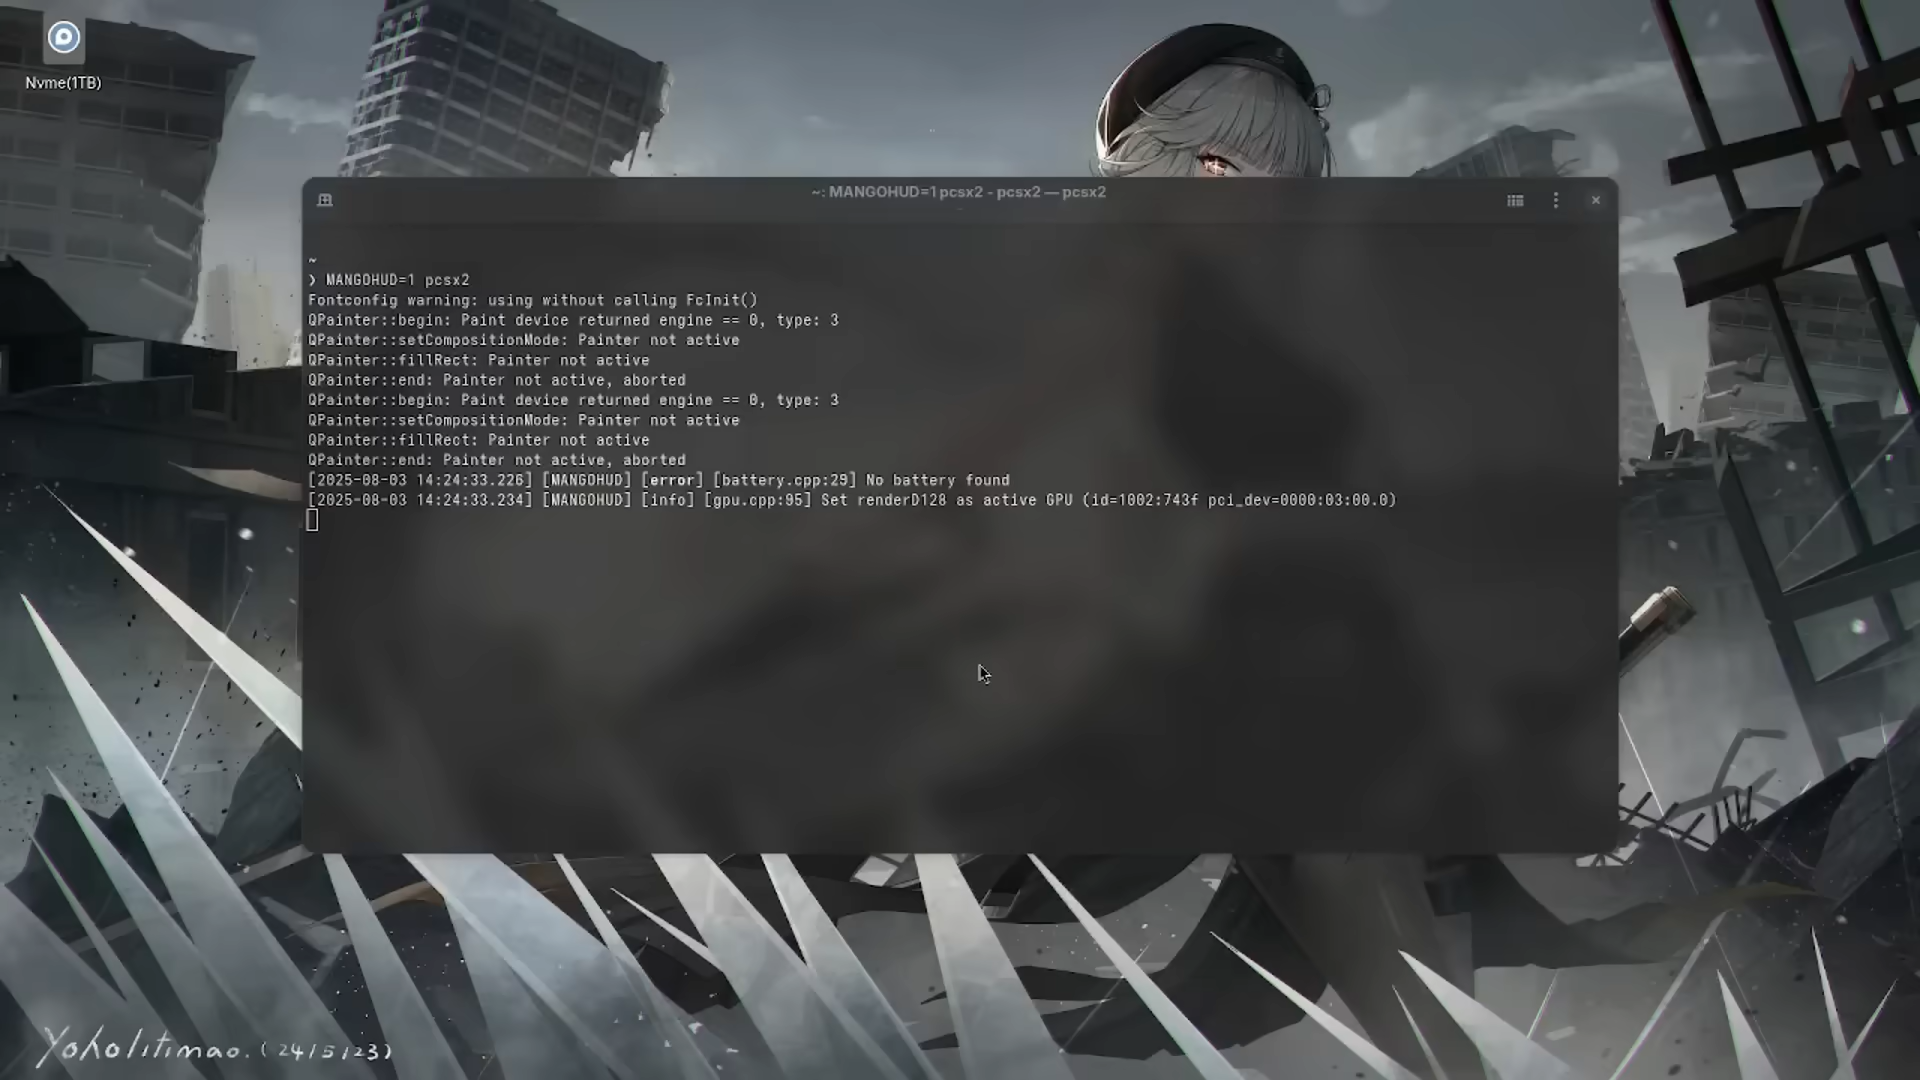 Nvme(1TB)
~: MANGOHUD=1 pcsx2 - pcsx2 — pcsx2
~
❯ MANGOHUD=1 pcsx2
Fontconfig warning: using without calling FcInit()
QPainter::begin: Paint device returned engine == 0, type: 3
QPainter::setCompositionMode: Painter not active
QPainter::fillRect: Painter not active
QPainter::end: Painter not active, aborted
QPainter::begin: Paint device returned engine == 0, type: 3
QPainter::setCompositionMode: Painter not active
QPainter::fillRect: Painter not active
QPainter::end: Painter not active, aborted
[2025-08-03 14:24:33.226] [MANGOHUD] [error] [battery.cpp:29] No battery found
[2025-08-03 14:24:33.234] [MANGOHUD] [info] [gpu.cpp:95] Set renderD128 as active GPU (id=1002:743f pci_dev=0000:03:00.0)
Yoholitimao.(24/5/23)